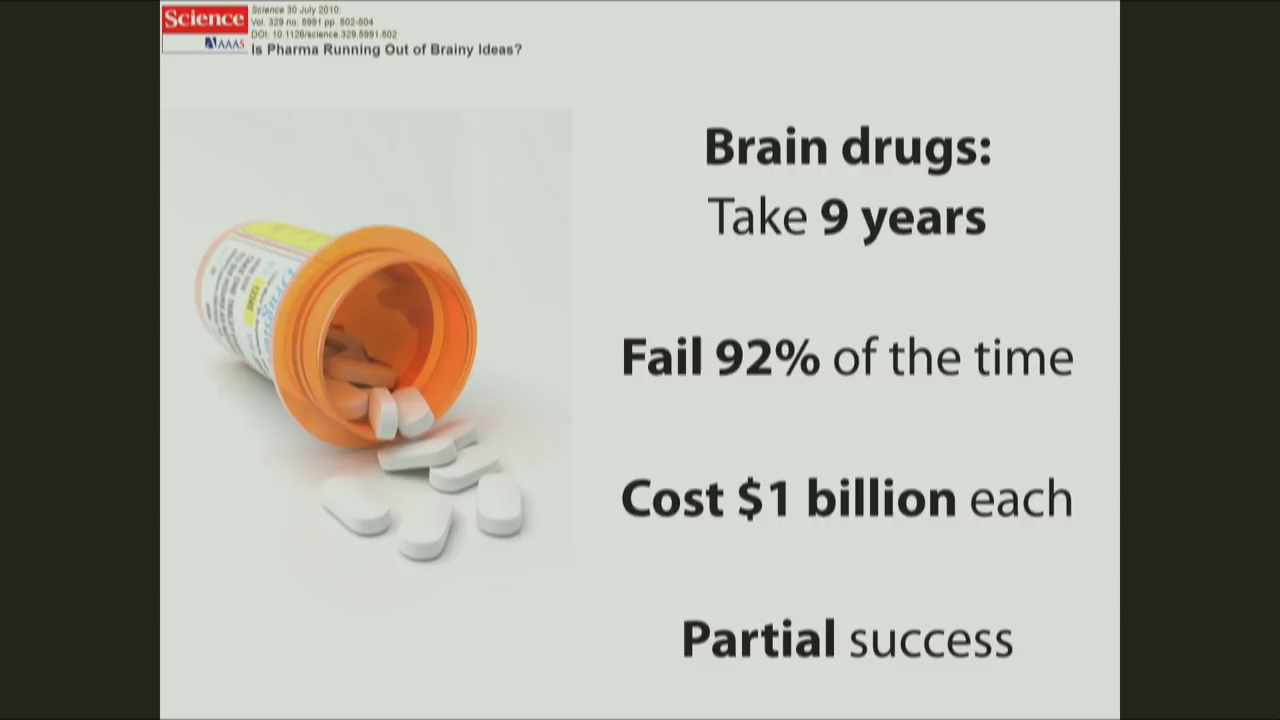 Science
AAAS
Science 30 July 2010:
Vol. 329 no. 5991 pp. 502-504
DOI: 10.1126/science.329.5991.502
Is Pharma Running Out of Brainy Ideas?
Brain drugs:
Take 9 years
Fail 92% of the time
Cost $1 billion each
Partial success